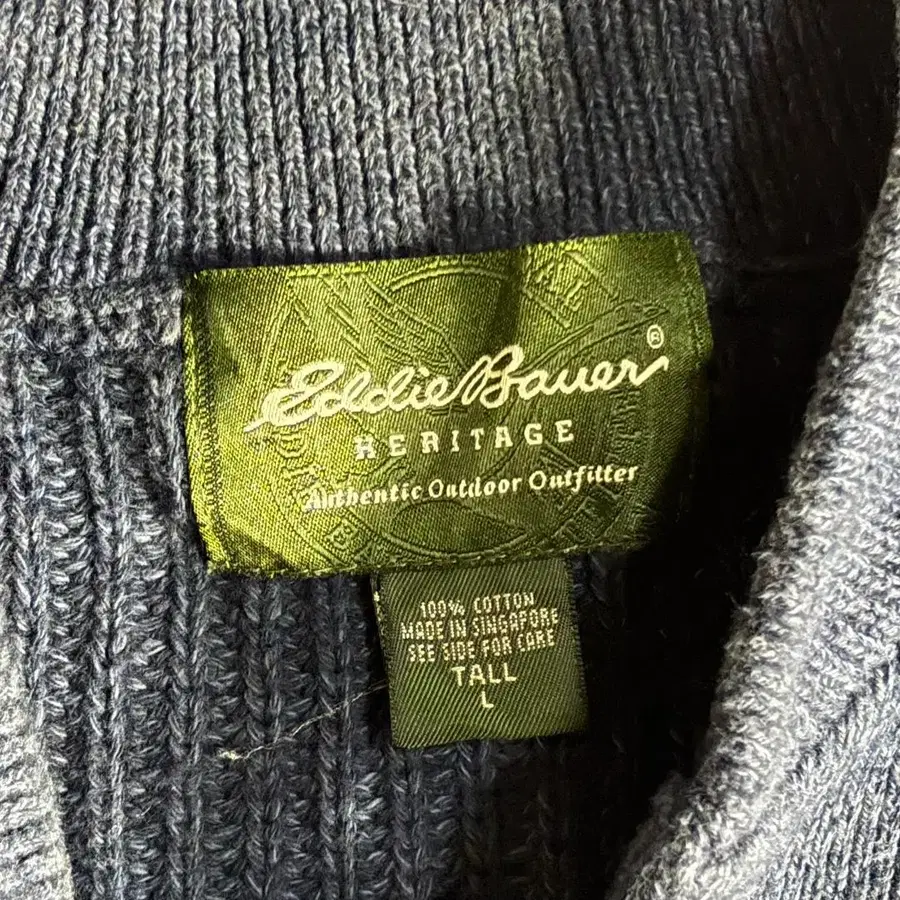 Eddie Bauer®
HERITAGE
Authentic Outdoor Outfitter
100% COTTON
MADE IN SINGAPORE
SEE SIDE FOR CARE
TALL
L